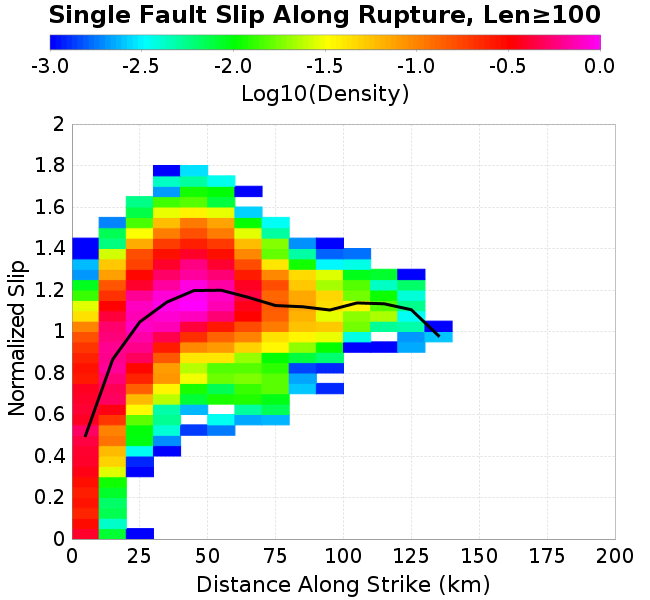 Single Fault Slip Along Rupture, Len≥100
-3.0 -2.5 -2.0 -1.5 -1.0 -0.5 0.0
Log10(Density)
2
1.8
1.6
1.4
1.2
1
0.8
0.6
0.4
0.2
0
Normalized Slip
0 25 50 75 100 125 150 175 200
Distance Along Strike (km)